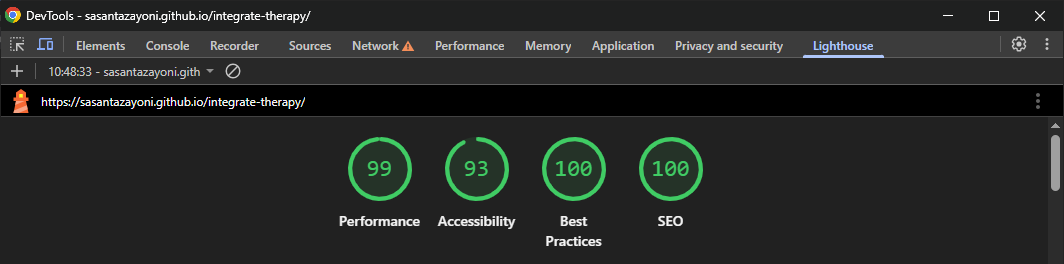 DevTools - sasantazayoni.github.io/integrate-therapy/
Elements Console Recorder Sources Network Performance Memory Application Privacy and security Lighthouse
10:48:33 - sasantazayoni.gith
https://sasantazayoni.github.io/integrate-therapy/
99 93 100 100
Performance Accessibility Best SEO
Practices